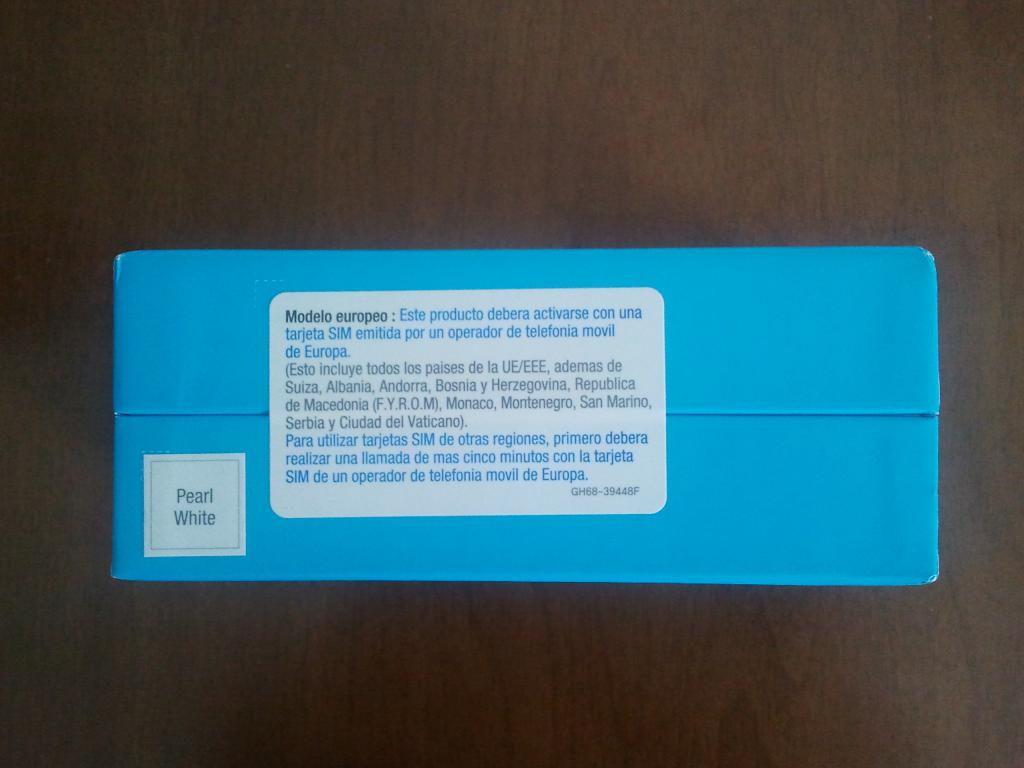 Modelo europeo : Este producto debera activarse con una
tarjeta SIM emitida por un operador de telefonia movil
de Europa.
(Esto incluye todos los paises de la UE/EEE, ademas de
Suiza, Albania, Andorra, Bosnia y Herzegovina, Republica
de Macedonia (F.Y.R.O.M), Monaco, Montenegro, San Marino,
Serbia y Ciudad del Vaticano).
Para utilizar tarjetas SIM de otras regiones, primero debera
realizar una llamada de mas cinco minutos con la tarjeta
SIM de un operador de telefonia movil de Europa.
GH68-39448F
Pearl
White